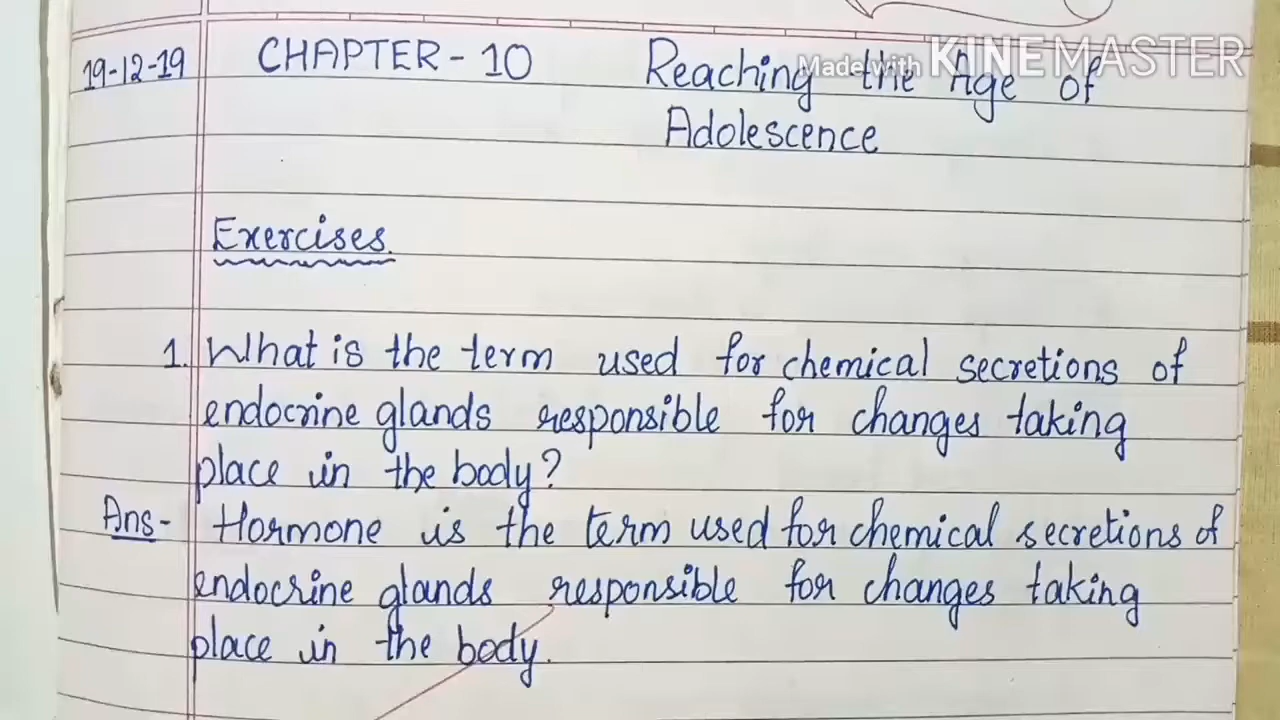 19-12-19 CHAPTER - 10 Reaching the Age of
Adolescence
Made with KINEMASTER
Exercises.
1. What is the term used for chemical secretions of
endocrine glands responsible for changes taking
place in the body?
Ans- Hormone is the term used for chemical secretions of
endocrine glands responsible for changes taking
place in the body.